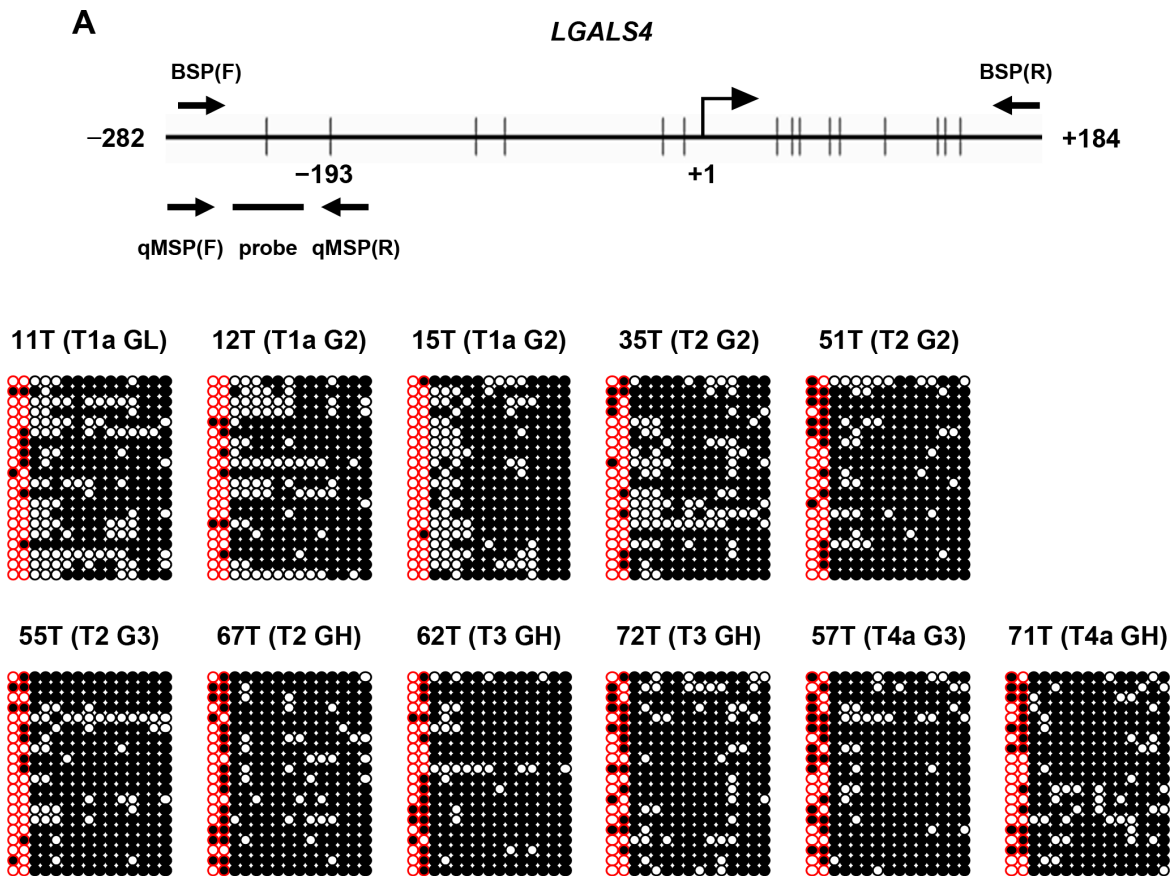 A
LGALS4
BSP(F)
BSP(R)
−282
+184
−193
+1
qMSP(F) probe qMSP(R)
11T (T1a GL) 12T (T1a G2) 15T (T1a G2) 35T (T2 G2) 51T (T2 G2)
55T (T2 G3) 67T (T2 GH) 62T (T3 GH) 72T (T3 GH) 57T (T4a G3) 71T (T4a GH)